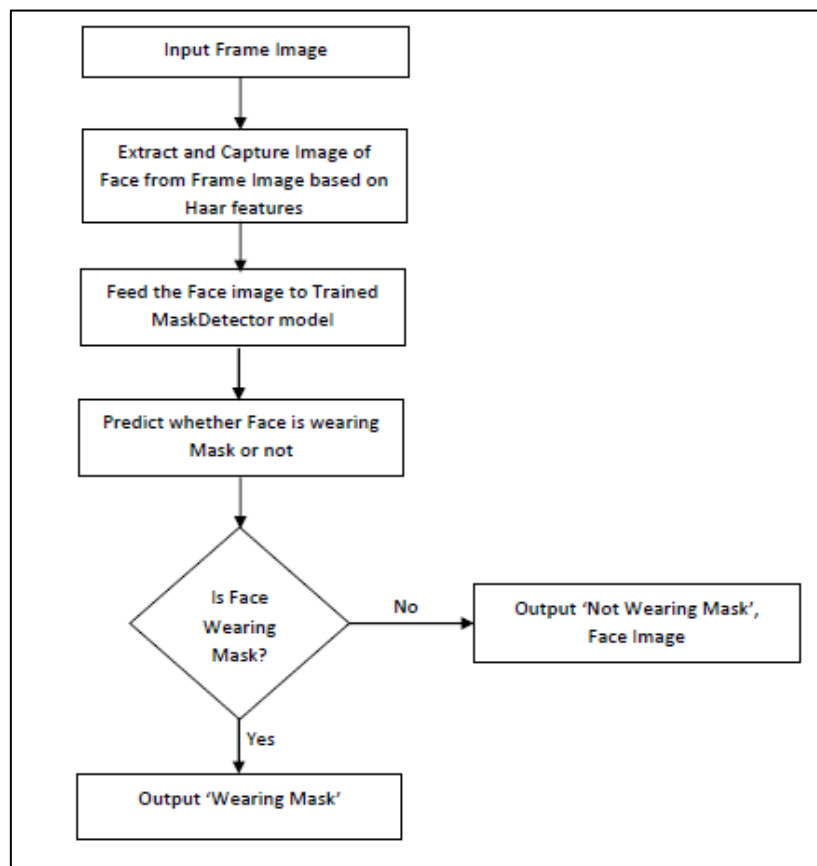 Input Frame Image
Extract and Capture Image of
Face from Frame Image based on
Haar features
Feed the Face image to Trained
MaskDetector model
Predict whether Face is wearing
Mask or not
Is Face
Wearing
Mask?
No
Output ‘Not Wearing Mask’,
Face Image
Yes
Output ‘Wearing Mask’